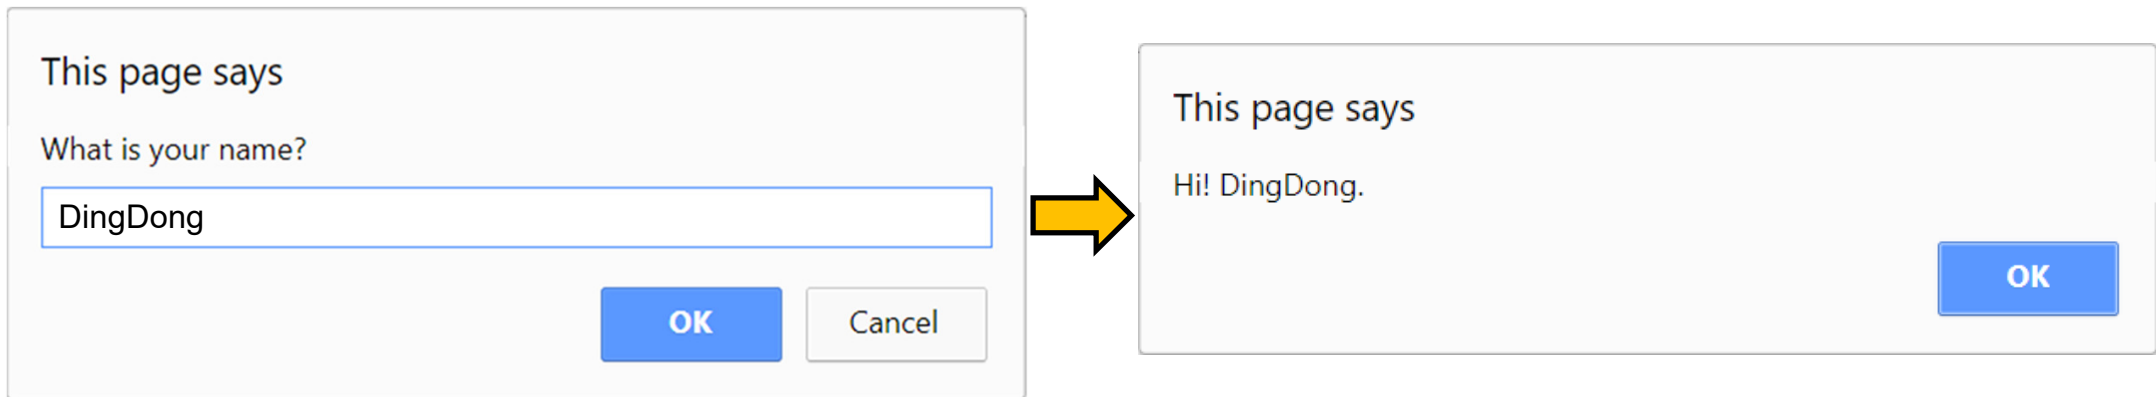 This page says
What is your name?
DingDong
OK
Cancel
This page says
Hi! DingDong.
OK